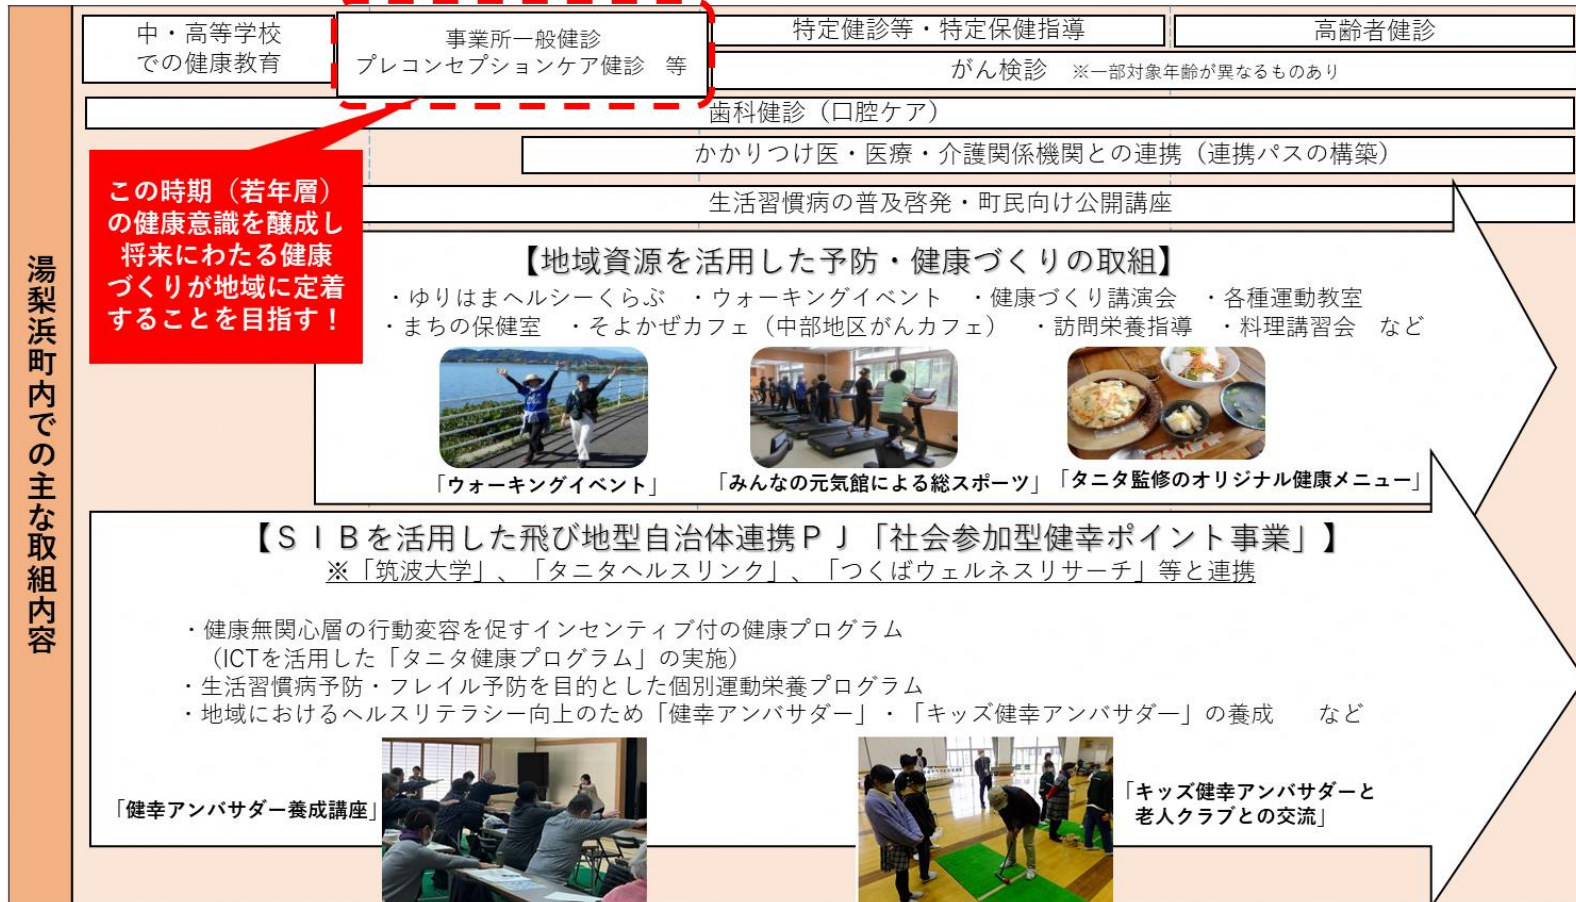 中・高等学校
での健康教育
事業所一般健診
プレコンセプションケア健診　等
特定健診等・特定保健指導
高齢者健診
がん検診　※一部対象年齢が異なるものあり
歯科健診（口腔ケア）
かかりつけ医・医療・介護関係機関との連携（連携パスの構築）
生活習慣病の普及啓発・町民向け公開講座
この時期（若年層）
の健康意識を醸成し
将来にわたる健康
づくりが地域に定着
することを目指す！
湯梨浜町内での主な取組内容
【地域資源を活用した予防・健康づくりの取組】
・ゆりはまヘルシーくらぶ　・ウォーキングイベント　・健康づくり講演会　・各種運動教室
・まちの保健室　・そよかぜカフェ（中部地区がんカフェ）　・訪問栄養指導　・料理講習会　など
「ウォーキングイベント」
「みんなの元気館による総スポーツ」
「タニタ監修のオリジナル健康メニュー」
【ＳＩＢを活用した飛び地型自治体連携ＰＪ「社会参加型健幸ポイント事業」】
※「筑波大学」、「タニタヘルスリンク」、「つくばウェルネスリサーチ」等と連携
・健康無関心層の行動変容を促すインセンティブ付の健康プログラム
（ICTを活用した「タニタ健康プログラム」の実施）
・生活習慣病予防・フレイル予防を目的とした個別運動栄養プログラム
・地域におけるヘルスリテラシー向上のため「健幸アンバサダー」・「キッズ健幸アンバサダー」の養成　　など
「健幸アンバサダー養成講座」
「キッズ健幸アンバサダーと
老人クラブとの交流」